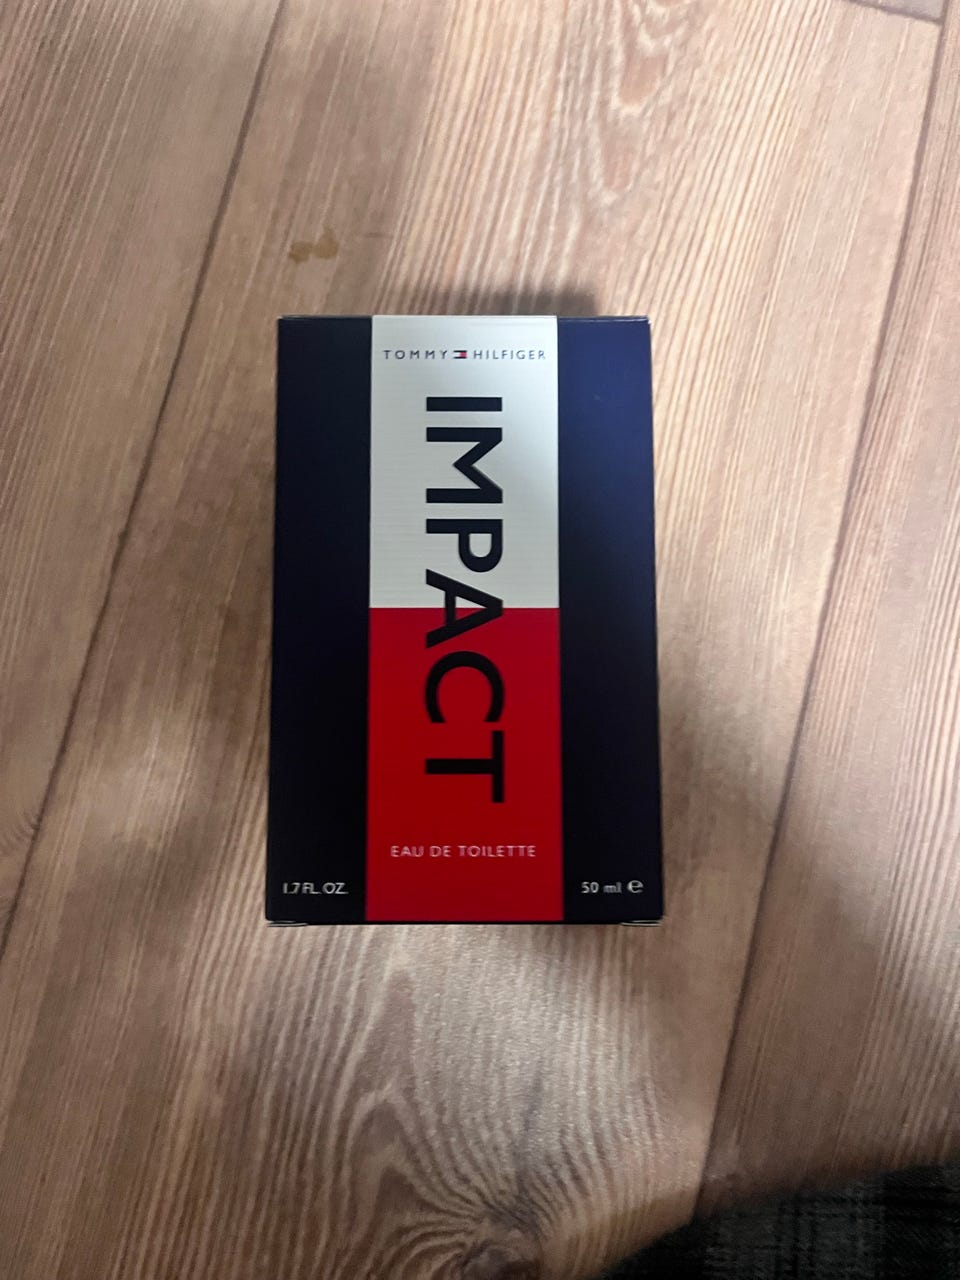 TOMMY HILFIGER
IMPACT
EAU DE TOILETTE
1.7 FL. OZ.
50 ml ℮